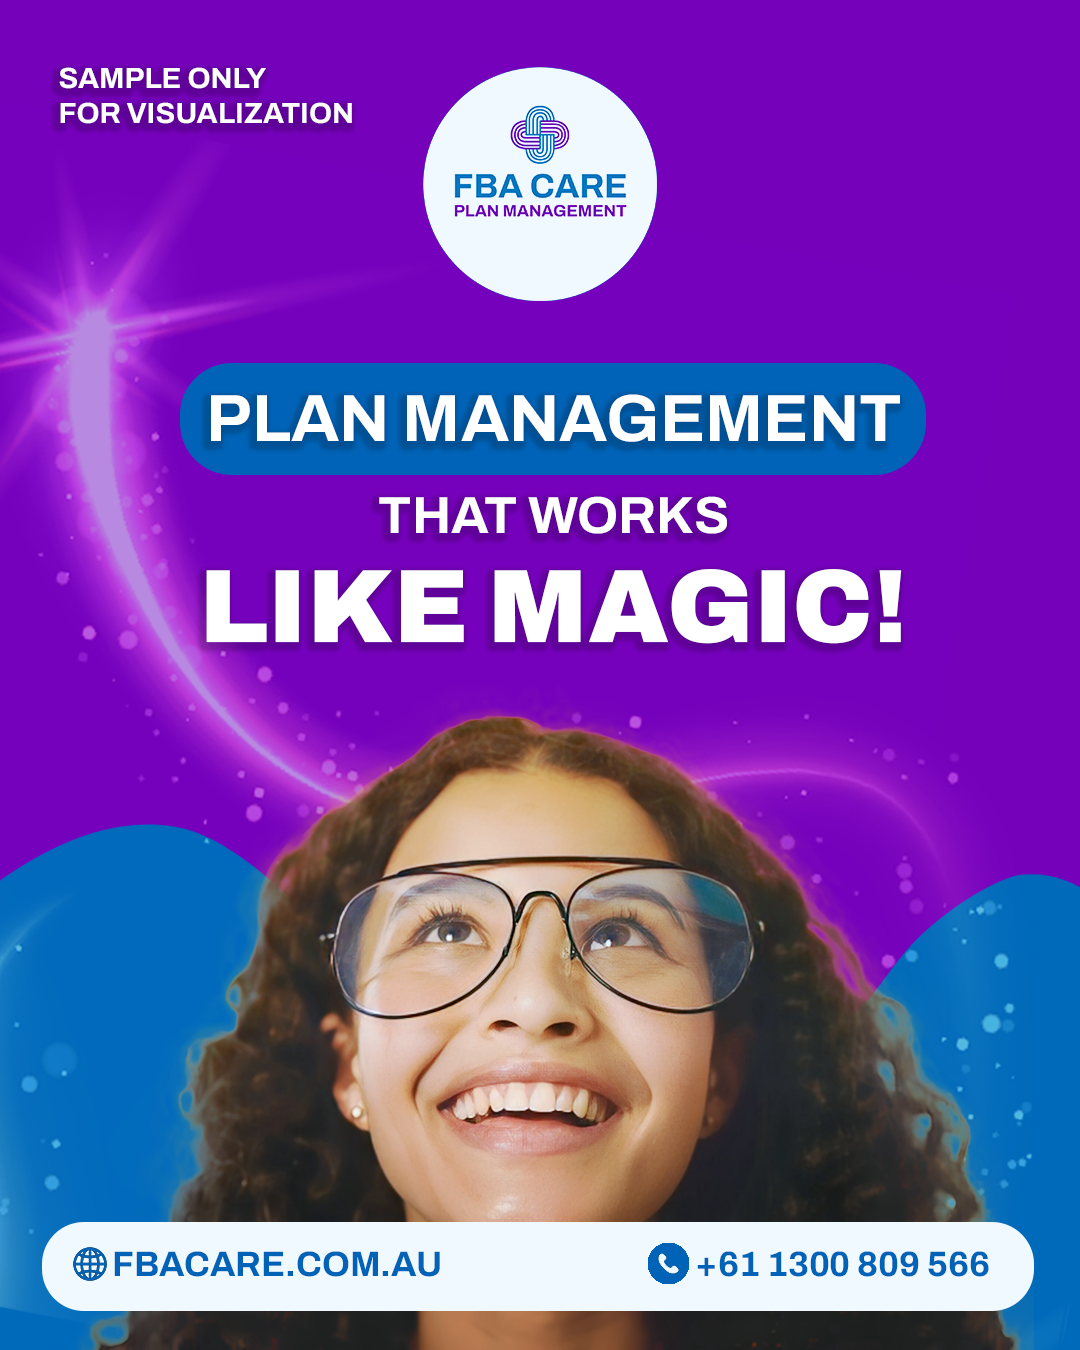 SAMPLE ONLY
FOR VISUALIZATION
FBA CARE
PLAN MANAGEMENT
PLAN MANAGEMENT
THAT WORKS
LIKE MAGIC!
FBACARE.COM.AU
+61 1300 809 566